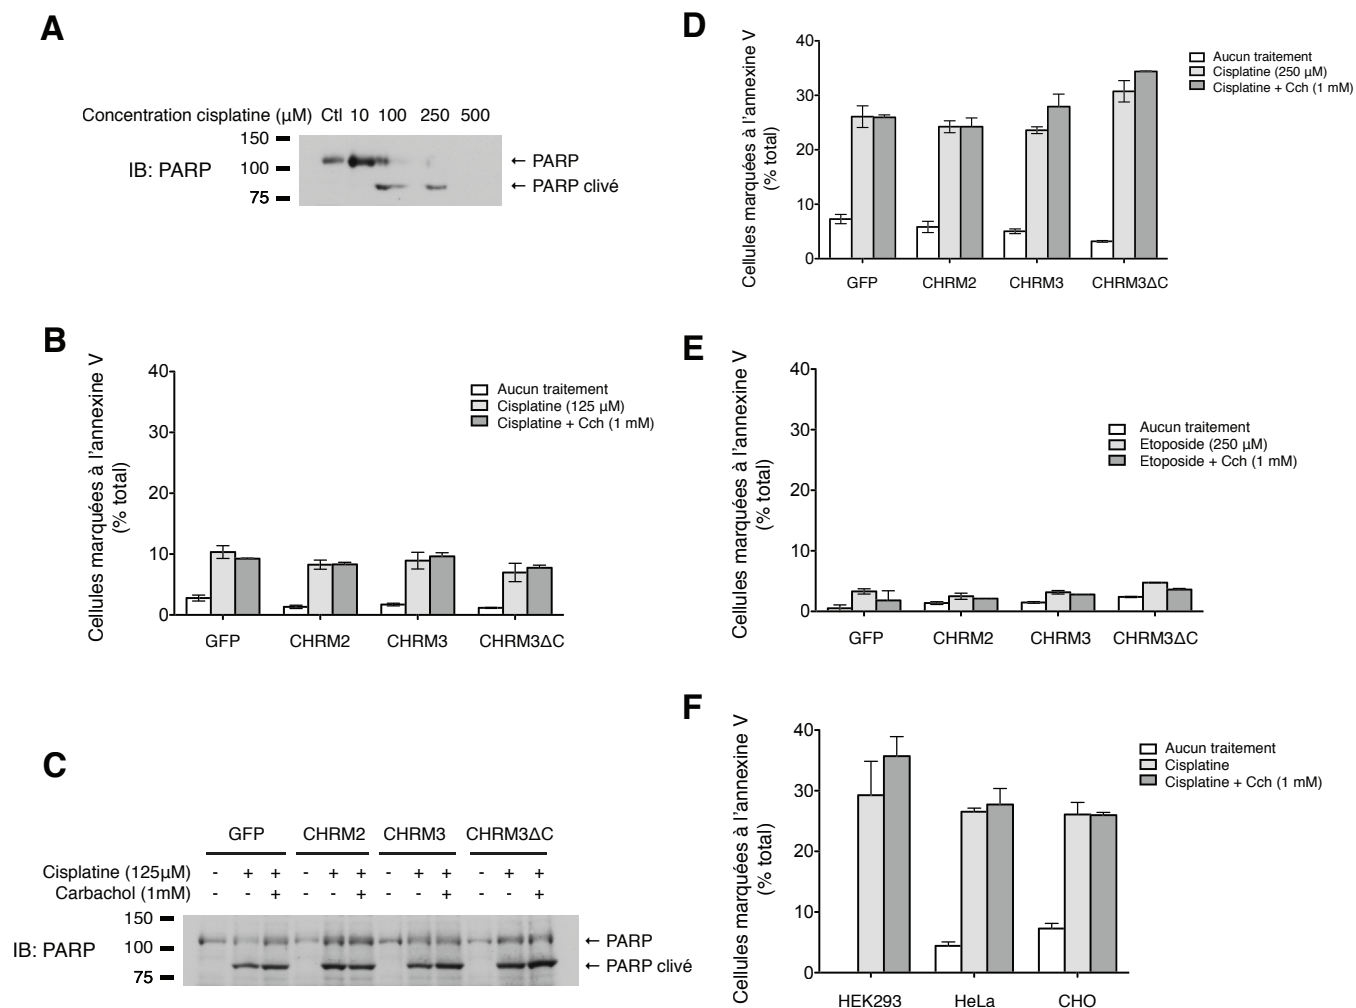 A
Concentration cisplatine (µM) Ctl 10 100 250 500
150
100
75
IB: PARP
← PARP
← PARP clivé
B
Cellules marquées à l'annexine V
(% total)
40
30
20
10
0
Aucun traitement
Cisplatine (125 µM)
Cisplatine + Cch (1 mM)
GFP CHRM2 CHRM3 CHRM3ΔC
C
GFP CHRM2 CHRM3 CHRM3ΔC
Cisplatine (125µM) - + + - + + - + + - + +
Carbachol (1mM) - + - + - + - +
150
100
75
IB: PARP
← PARP
← PARP clivé
D
Cellules marquées à l'annexine V
(% total)
40
30
20
10
0
Aucun traitement
Cisplatine (250 µM)
Cisplatine + Cch (1 mM)
GFP CHRM2 CHRM3 CHRM3ΔC
E
Cellules marquées à l'annexine V
(% total)
40
30
20
10
0
Aucun traitement
Etoposide (250 µM)
Etoposide + Cch (1 mM)
GFP CHRM2 CHRM3 CHRM3ΔC
F
Cellules marquées à l'annexine V
(% total)
40
30
20
10
0
Aucun traitement
Cisplatine
Cisplatine + Cch (1 mM)
HEK293 HeLa CHO